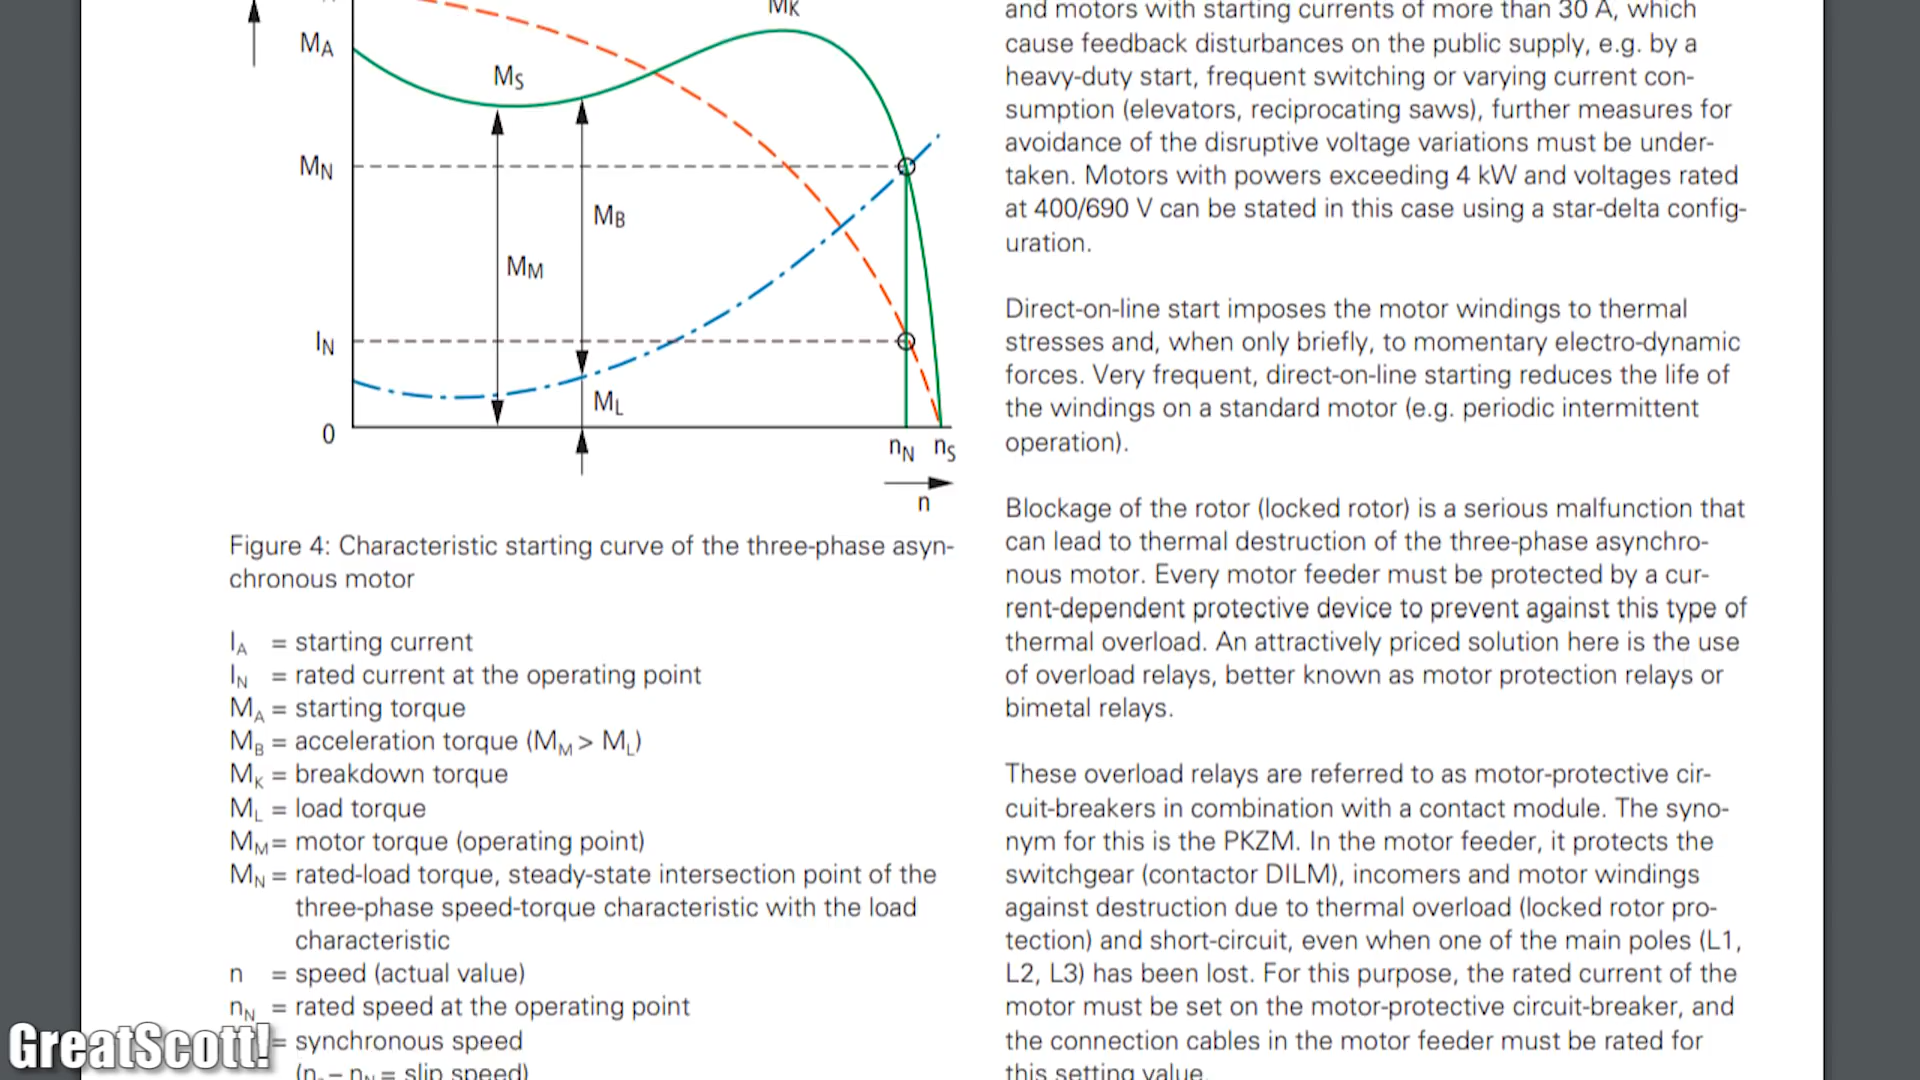 MK
MA
MS
MN
MB
MM
IN
ML
0
nN nS
n
Figure 4: Characteristic starting curve of the three-phase asyn-
chronous motor
IA = starting current
IN = rated current at the operating point
MA = starting torque
MB = acceleration torque (MM > ML)
MK = breakdown torque
ML = load torque
MM= motor torque (operating point)
MN = rated-load torque, steady-state intersection point of the
three-phase speed-torque characteristic with the load
characteristic
n = speed (actual value)
nN = rated speed at the operating point
= synchronous speed
(nS – nN = slip speed)
and motors with starting currents of more than 30 A, which
cause feedback disturbances on the public supply, e.g. by a
heavy-duty start, frequent switching or varying current con-
sumption (elevators, reciprocating saws), further measures for
avoidance of the disruptive voltage variations must be under-
taken. Motors with powers exceeding 4 kW and voltages rated
at 400/690 V can be stated in this case using a star-delta config-
uration.
Direct-on-line start imposes the motor windings to thermal
stresses and, when only briefly, to momentary electro-dynamic
forces. Very frequent, direct-on-line starting reduces the life of
the windings on a standard motor (e.g. periodic intermittent
operation).
Blockage of the rotor (locked rotor) is a serious malfunction that
can lead to thermal destruction of the three-phase asynchro-
nous motor. Every motor feeder must be protected by a cur-
rent-dependent protective device to prevent against this type of
thermal overload. An attractively priced solution here is the use
of overload relays, better known as motor protection relays or
bimetal relays.
These overload relays are referred to as motor-protective cir-
cuit-breakers in combination with a contact module. The syno-
nym for this is the PKZM. In the motor feeder, it protects the
switchgear (contactor DILM), incomers and motor windings
against destruction due to thermal overload (locked rotor pro-
tection) and short-circuit, even when one of the main poles (L1,
L2, L3) has been lost. For this purpose, the rated current of the
motor must be set on the motor-protective circuit-breaker, and
the connection cables in the motor feeder must be rated for
this setting value.
GreatScott!